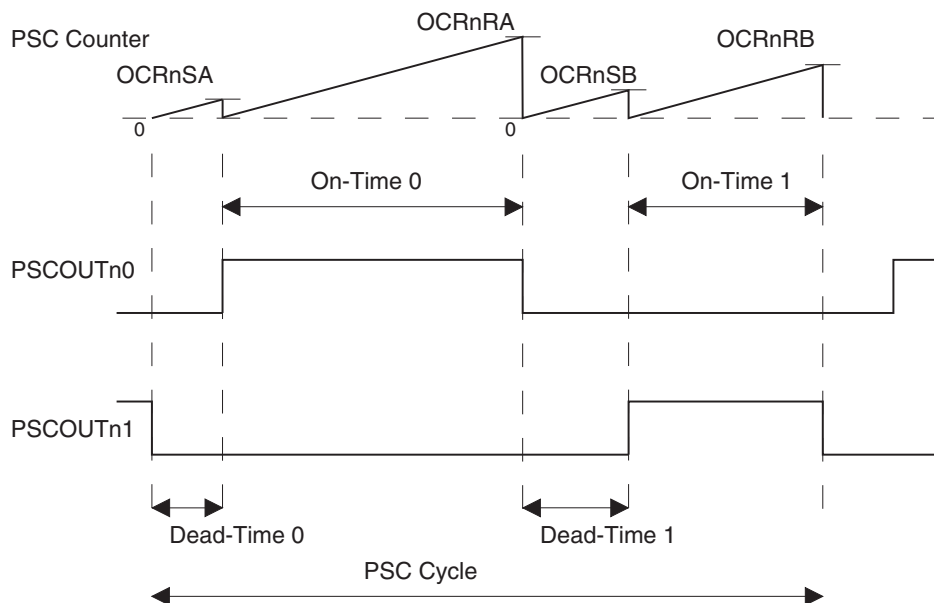 PSC Counter
OCRnRA
OCRnRB
OCRnSA
OCRnSB
0
0
On-Time 0
On-Time 1
PSCOUTn0
PSCOUTn1
Dead-Time 0
Dead-Time 1
PSC Cycle